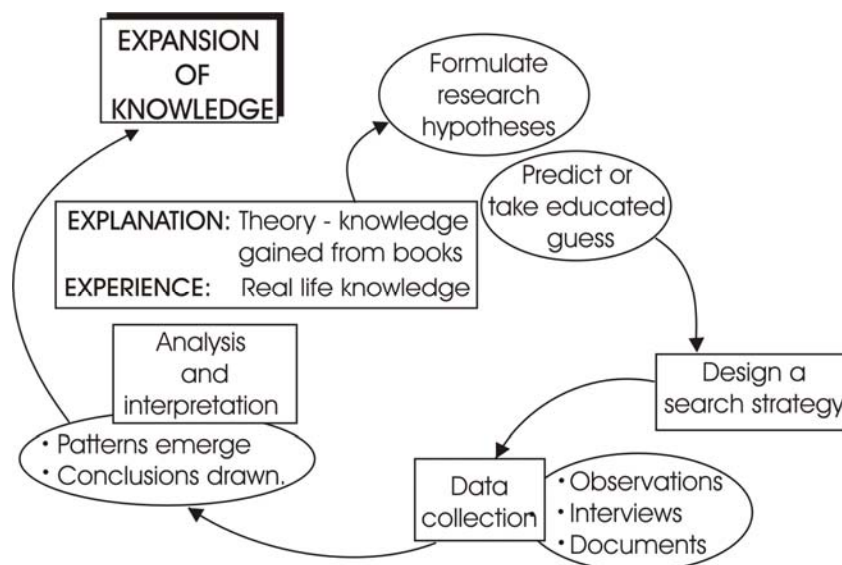 EXPANSION
OF
KNOWLEDGE
Formulate
research
hypotheses
Predict or
take educated
guess
EXPLANATION: Theory - knowledge
gained from books
EXPERIENCE: Real life knowledge
Design a
search strategy
Data
collection
• Observations
• Interviews
• Documents
Analysis
and
interpretation
• Patterns emerge
• Conclusions drawn.